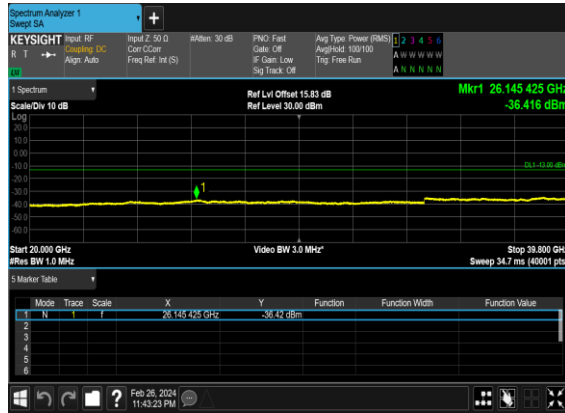 Spectrum Analyzer 1
Swept SA
+
KEYSIGHT Input: RF Input Z: 50 Ω #Atten: 30 dB PNO: Fast Avg Type: Power (RMS) 1 2 3 4 5 6
R T Coupling: DC Corr CCorr Gate: Off Avg|Hold: 100/100 A W W W W W
Align: Auto Freq Ref: Int (S) IF Gain: Low Trig: Free Run
LW Sig Track: Off A N N N N N
1 Spectrum Ref Lvl Offset 15.83 dB Mkr1 26.145 425 GHz
Scale/Div 10 dB Ref Level 30.00 dBm -36.416 dBm
Log
20.0
10.0
0.00
-10.0 DL1 -13.00 dBm
-20.0
-30.0 1
-40.0
-50.0
-60.0
Start 20.000 GHz Video BW 3.0 MHz* Stop 39.800 GHz
#Res BW 1.0 MHz Sweep 34.7 ms (40001 pts)
5 Marker Table
Mode Trace Scale X Y Function Function Width Function Value
1 N 1 f 26.145 425 GHz -36.42 dBm
2
3
4
5
6
? Feb 26, 2024
11:43:23 PM